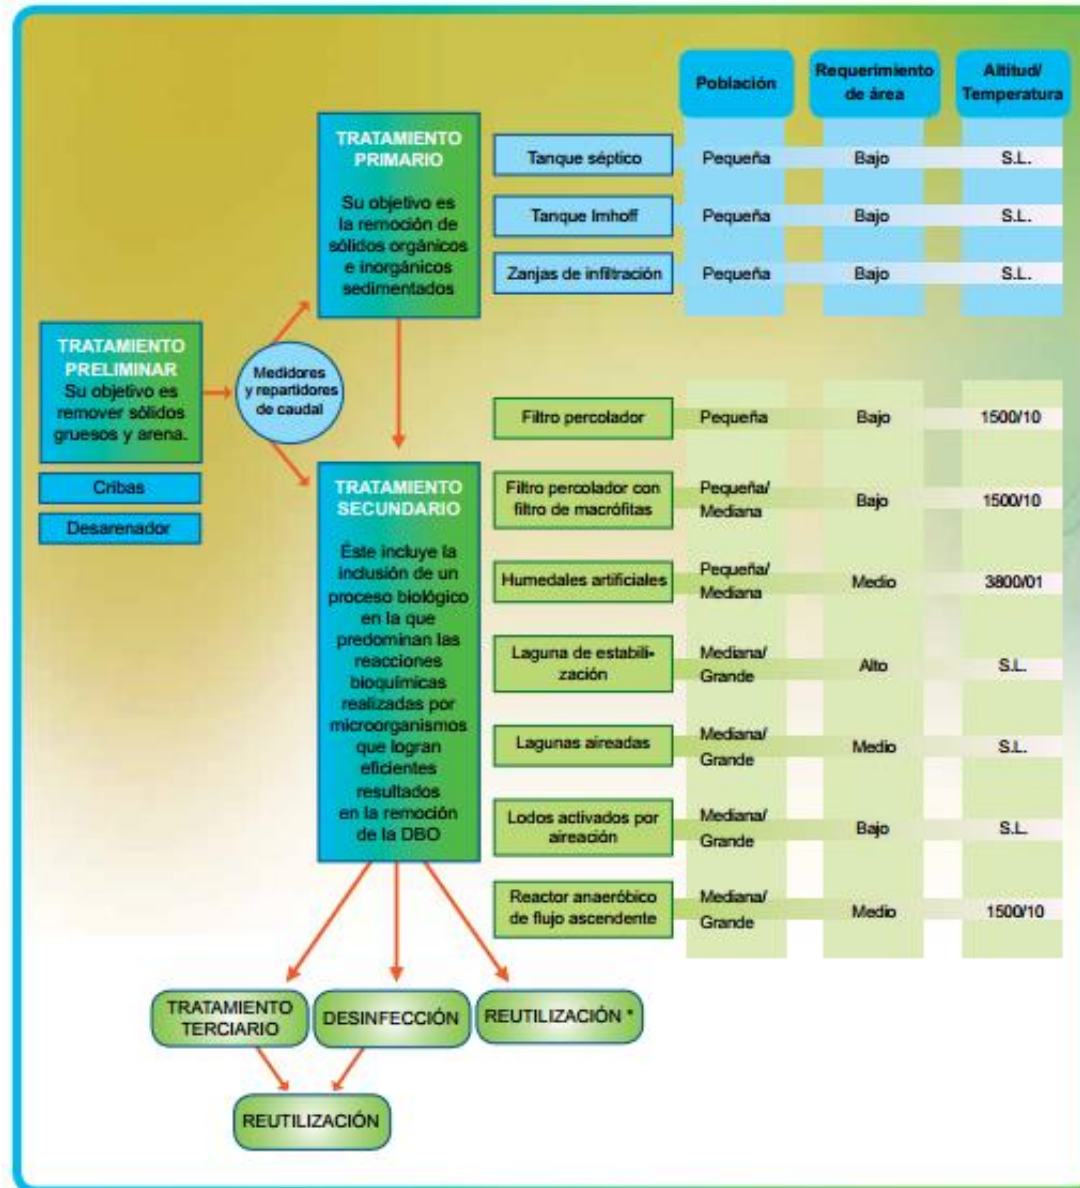 Población
Requerimiento
de área
Altitud/
Temperatura
TRATAMIENTO
PRIMARIO
Su objetivo es
la remoción de
sólidos orgánicos
e inorgánicos
sedimentados
Tanque séptico Pequeña Bajo S.L.
Tanque Imhoff Pequeña Bajo S.L.
Zanjas de infiltración Pequeña Bajo S.L.
TRATAMIENTO
PRELIMINAR
Su objetivo es
remover sólidos
gruesos y arena.
Cribas
Desarenador
Medidores
y repartidores
de caudal
TRATAMIENTO
SECUNDARIO
Éste incluye la
inclusión de un
proceso biológico
en la que
predominan las
reacciones
bioquímicas
realizadas por
microorganismos
que logran
eficientes
resultados
en la remoción
de la DBO
Filtro percolador Pequeña Bajo 1500/10
Filtro percolador con
filtro de macrófitas
Pequeña/
Mediana
Bajo 1500/10
Humedales artificiales
Pequeña/
Mediana
Medio 3800/01
Laguna de estabili-
zación
Mediana/
Grande
Alto S.L.
Lagunas aireadas
Mediana/
Grande
Medio S.L.
Lodos activados por
aireación
Mediana/
Grande
Bajo S.L.
Reactor anaeróbico
de flujo ascendente
Mediana/
Grande
Medio 1500/10
TRATAMIENTO
TERCIARIO
DESINFECCIÓN
REUTILIZACIÓN *
REUTILIZACIÓN